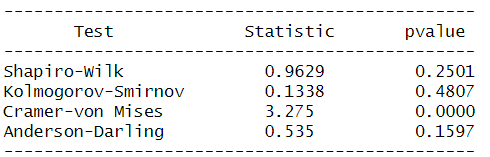 -----------------------------------------------
Test Statistic pvalue
-----------------------------------------------
Shapiro-Wilk 0.9629 0.2501
Kolmogorov-Smirnov 0.1338 0.4807
Cramer-von Mises 3.275 0.0000
Anderson-Darling 0.535 0.1597
-----------------------------------------------